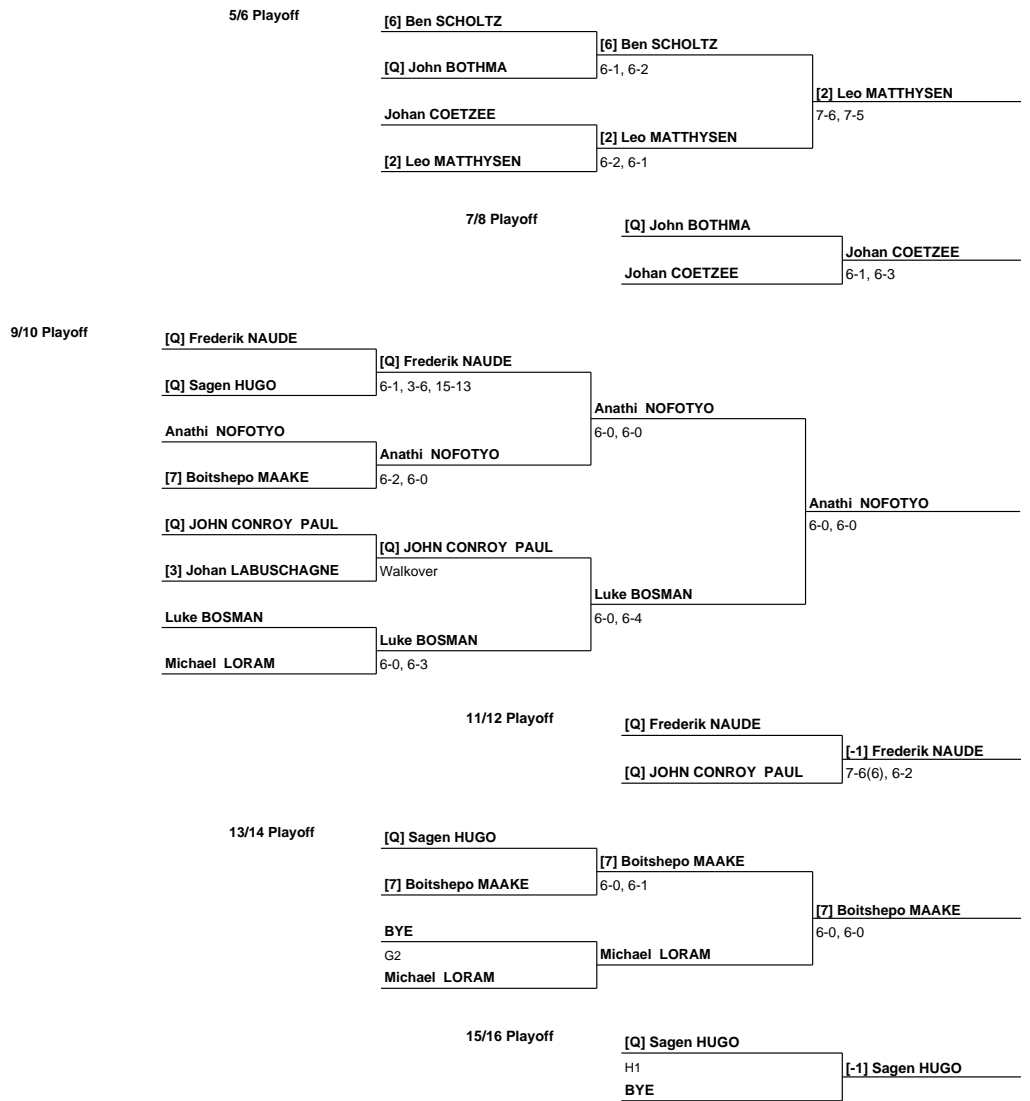 5/6 Playoff
[6] Ben SCHOLTZ
[6] Ben SCHOLTZ
[Q] John BOTHMA
6-1, 6-2
[2] Leo MATTHYSEN
Johan COETZEE
7-6, 7-5
[2] Leo MATTHYSEN
[2] Leo MATTHYSEN
6-2, 6-1
7/8 Playoff
[Q] John BOTHMA
Johan COETZEE
Johan COETZEE
6-1, 6-3
9/10 Playoff
[Q] Frederik NAUDE
[Q] Frederik NAUDE
[Q] Sagen HUGO
6-1, 3-6, 15-13
Anathi NOFOTYO
Anathi NOFOTYO
6-0, 6-0
Anathi NOFOTYO
[7] Boitshepo MAAKE
6-2, 6-0
Anathi NOFOTYO
[Q] JOHN CONROY PAUL
6-0, 6-0
[Q] JOHN CONROY PAUL
[3] Johan LABUSCHAGNE
Walkover
Luke BOSMAN
Luke BOSMAN
6-0, 6-4
Luke BOSMAN
Michael LORAM
6-0, 6-3
11/12 Playoff
[Q] Frederik NAUDE
[-1] Frederik NAUDE
[Q] JOHN CONROY PAUL
7-6(6), 6-2
13/14 Playoff
[Q] Sagen HUGO
[7] Boitshepo MAAKE
[7] Boitshepo MAAKE
6-0, 6-1
[7] Boitshepo MAAKE
BYE
6-0, 6-0
G2
Michael LORAM
Michael LORAM
15/16 Playoff
[Q] Sagen HUGO
H1
[-1] Sagen HUGO
BYE